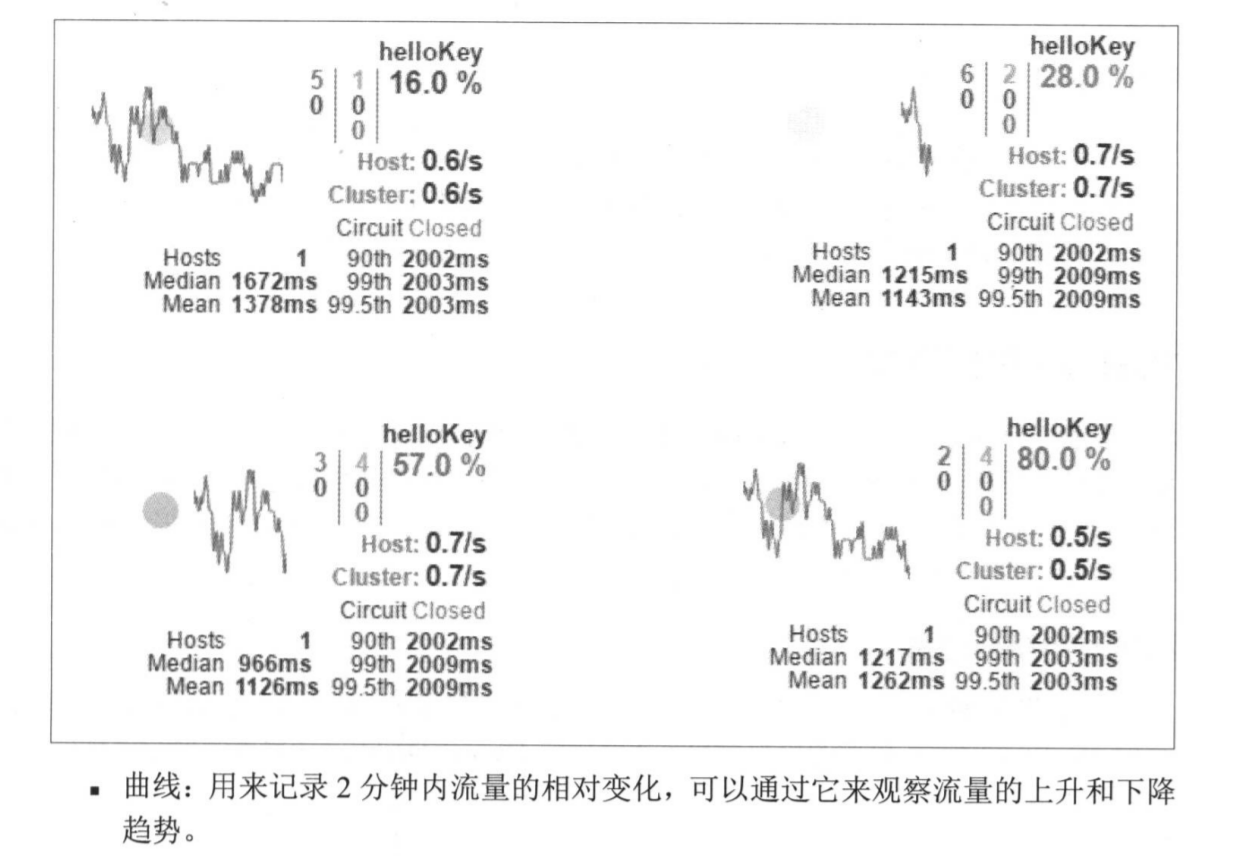 helloKey
5 1 16.0 %
0 0
0
Host: 0.6/s
Cluster: 0.6/s
Circuit Closed
Hosts 1 90th 2002ms
Median 1672ms 99th 2003ms
Mean 1378ms 99.5th 2003ms
helloKey
6 2 28.0 %
0 0
0
Host: 0.7/s
Cluster: 0.7/s
Circuit Closed
Hosts 1 90th 2002ms
Median 1215ms 99th 2009ms
Mean 1143ms 99.5th 2009ms
helloKey
3 4 57.0 %
0 0
0
Host: 0.7/s
Cluster: 0.7/s
Circuit Closed
Hosts 1 90th 2002ms
Median 966ms 99th 2009ms
Mean 1126ms 99.5th 2009ms
helloKey
2 4 80.0 %
0 0
0
Host: 0.5/s
Cluster: 0.5/s
Circuit Closed
Hosts 1 90th 2002ms
Median 1217ms 99th 2003ms
Mean 1262ms 99.5th 2003ms
▪ 曲线：用来记录 2 分钟内流量的相对变化，可以通过它来观察流量的上升和下降
趋势。